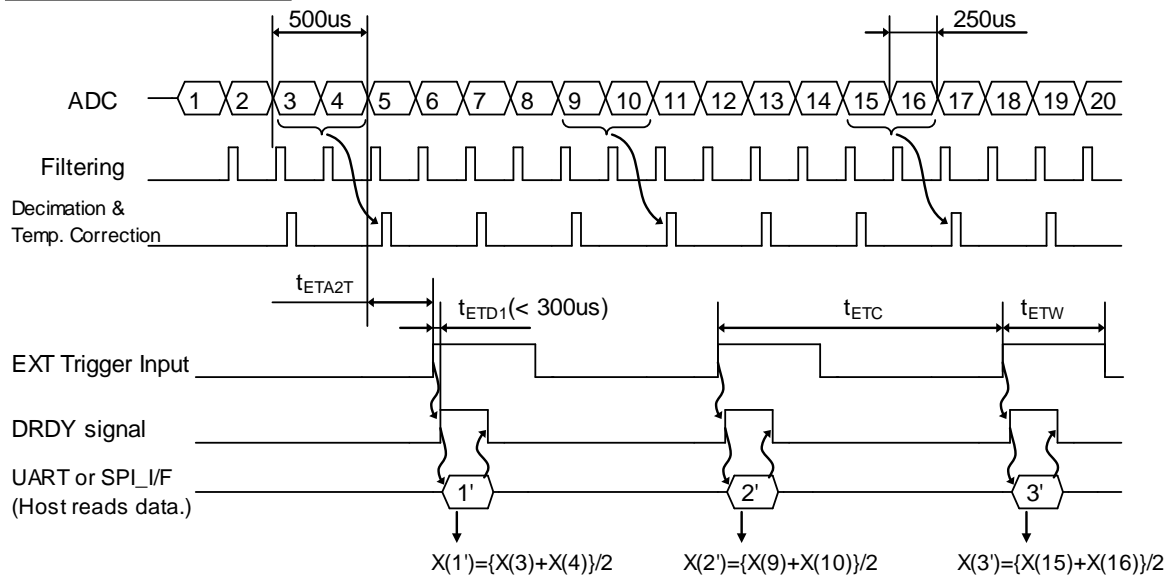 500us 250us
ADC 1 2 3 4 5 6 7 8 9 10 11 12 13 14 15 16 17 18 19 20
Filtering
Decimation &
Temp. Correction
tETA2T tETD1(< 300us) tETC tETW
EXT Trigger Input
DRDY signal
UART or SPI_I/F
(Host reads data.) 1' 2' 3'
X(1')={X(3)+X(4)}/2 X(2')={X(9)+X(10)}/2 X(3')={X(15)+X(16)}/2